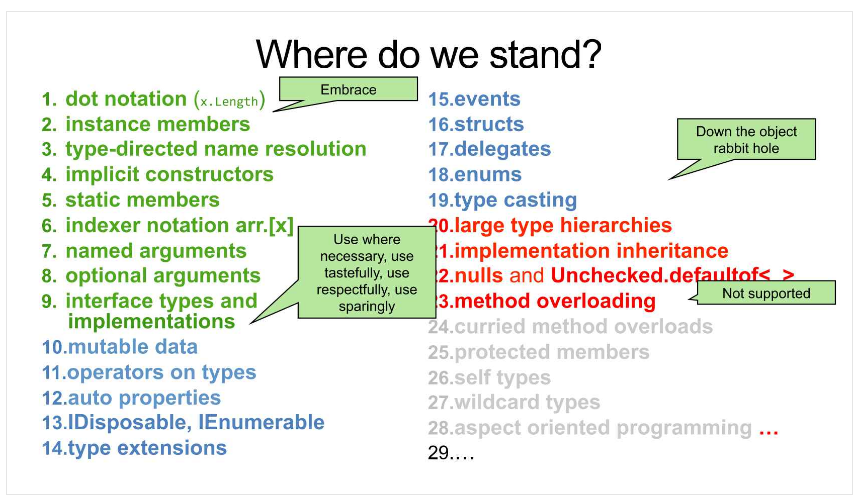 Where do we stand?
1. dot notation (x.Length)
2. instance members
3. type-directed name resolution
4. implicit constructors
5. static members
6. indexer notation arr.[x]
7. named arguments
8. optional arguments
9. interface types and
implementations
10.mutable data
11.operators on types
12.auto properties
13.IDisposable, IEnumerable
14.type extensions
Embrace
Use where
necessary, use
tastefully, use
respectfully, use
sparingly
15.events
16.structs
17.delegates
18.enums
19.type casting
20.large type hierarchies
21.implementation inheritance
22.nulls and Unchecked.defaultof<_>
23.method overloading
24.curried method overloads
25.protected members
26.self types
27.wildcard types
28.aspect oriented programming ...
29....
Down the object
rabbit hole
Not supported